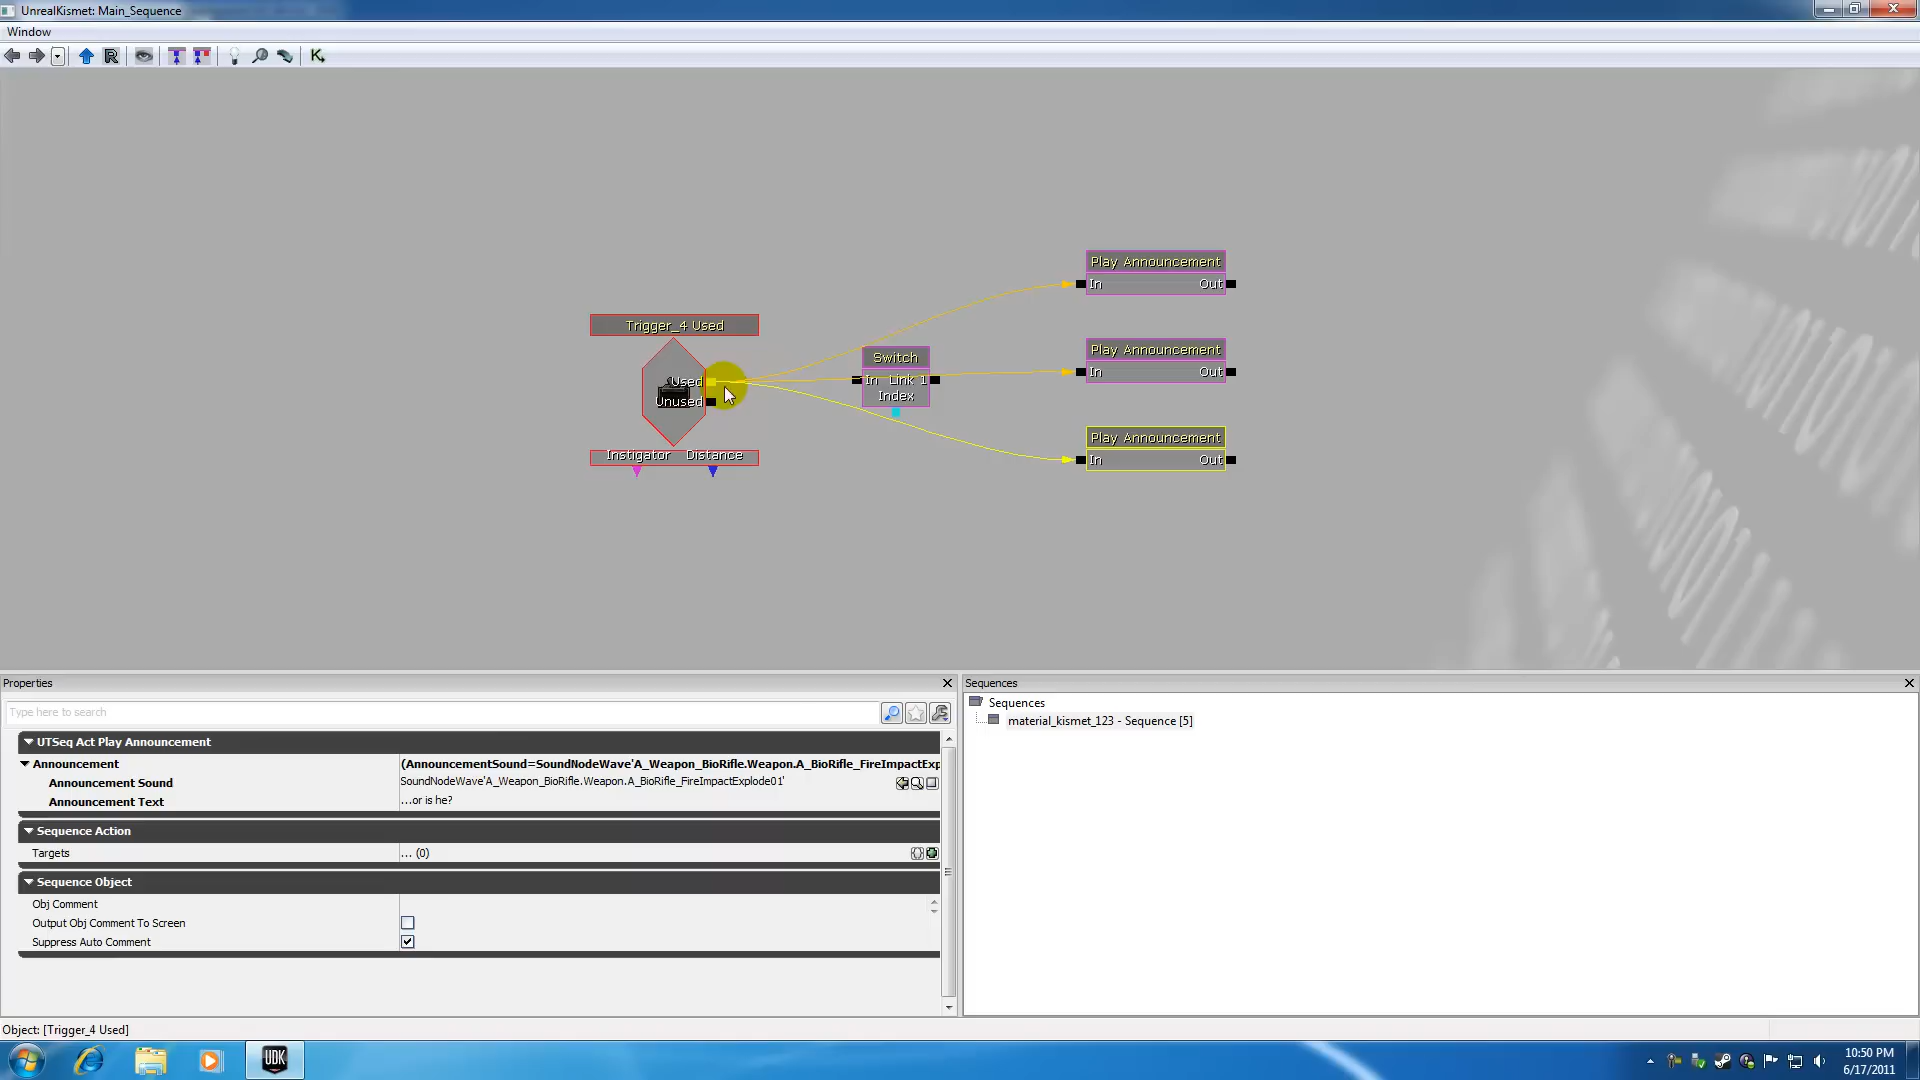 UnrealKismet: Main_Sequence
Window
R
K
Play Announcement
In Out
Trigger_4 Used
Switch
Play Announcement
In Link 1
In Out
Used
Index
Unused
Play Announcement
Instigator Distance
In Out
Properties
Sequences
Type here to search
Sequences
material_kismet_123 - Sequence [5]
UTSeq Act Play Announcement
Announcement (AnnouncementSound=SoundNodeWave'A_Weapon_BioRifle.Weapon.A_BioRifle_FireImpactExp
Announcement Sound SoundNodeWave'A_Weapon_BioRifle.Weapon.A_BioRifle_FireImpactExplode01'
Announcement Text ...or is he?
Sequence Action
Targets ... (0)
Sequence Object
Obj Comment
Output Obj Comment To Screen
Suppress Auto Comment
Object: [Trigger_4 Used]
UDK
10:50 PM
6/17/2011